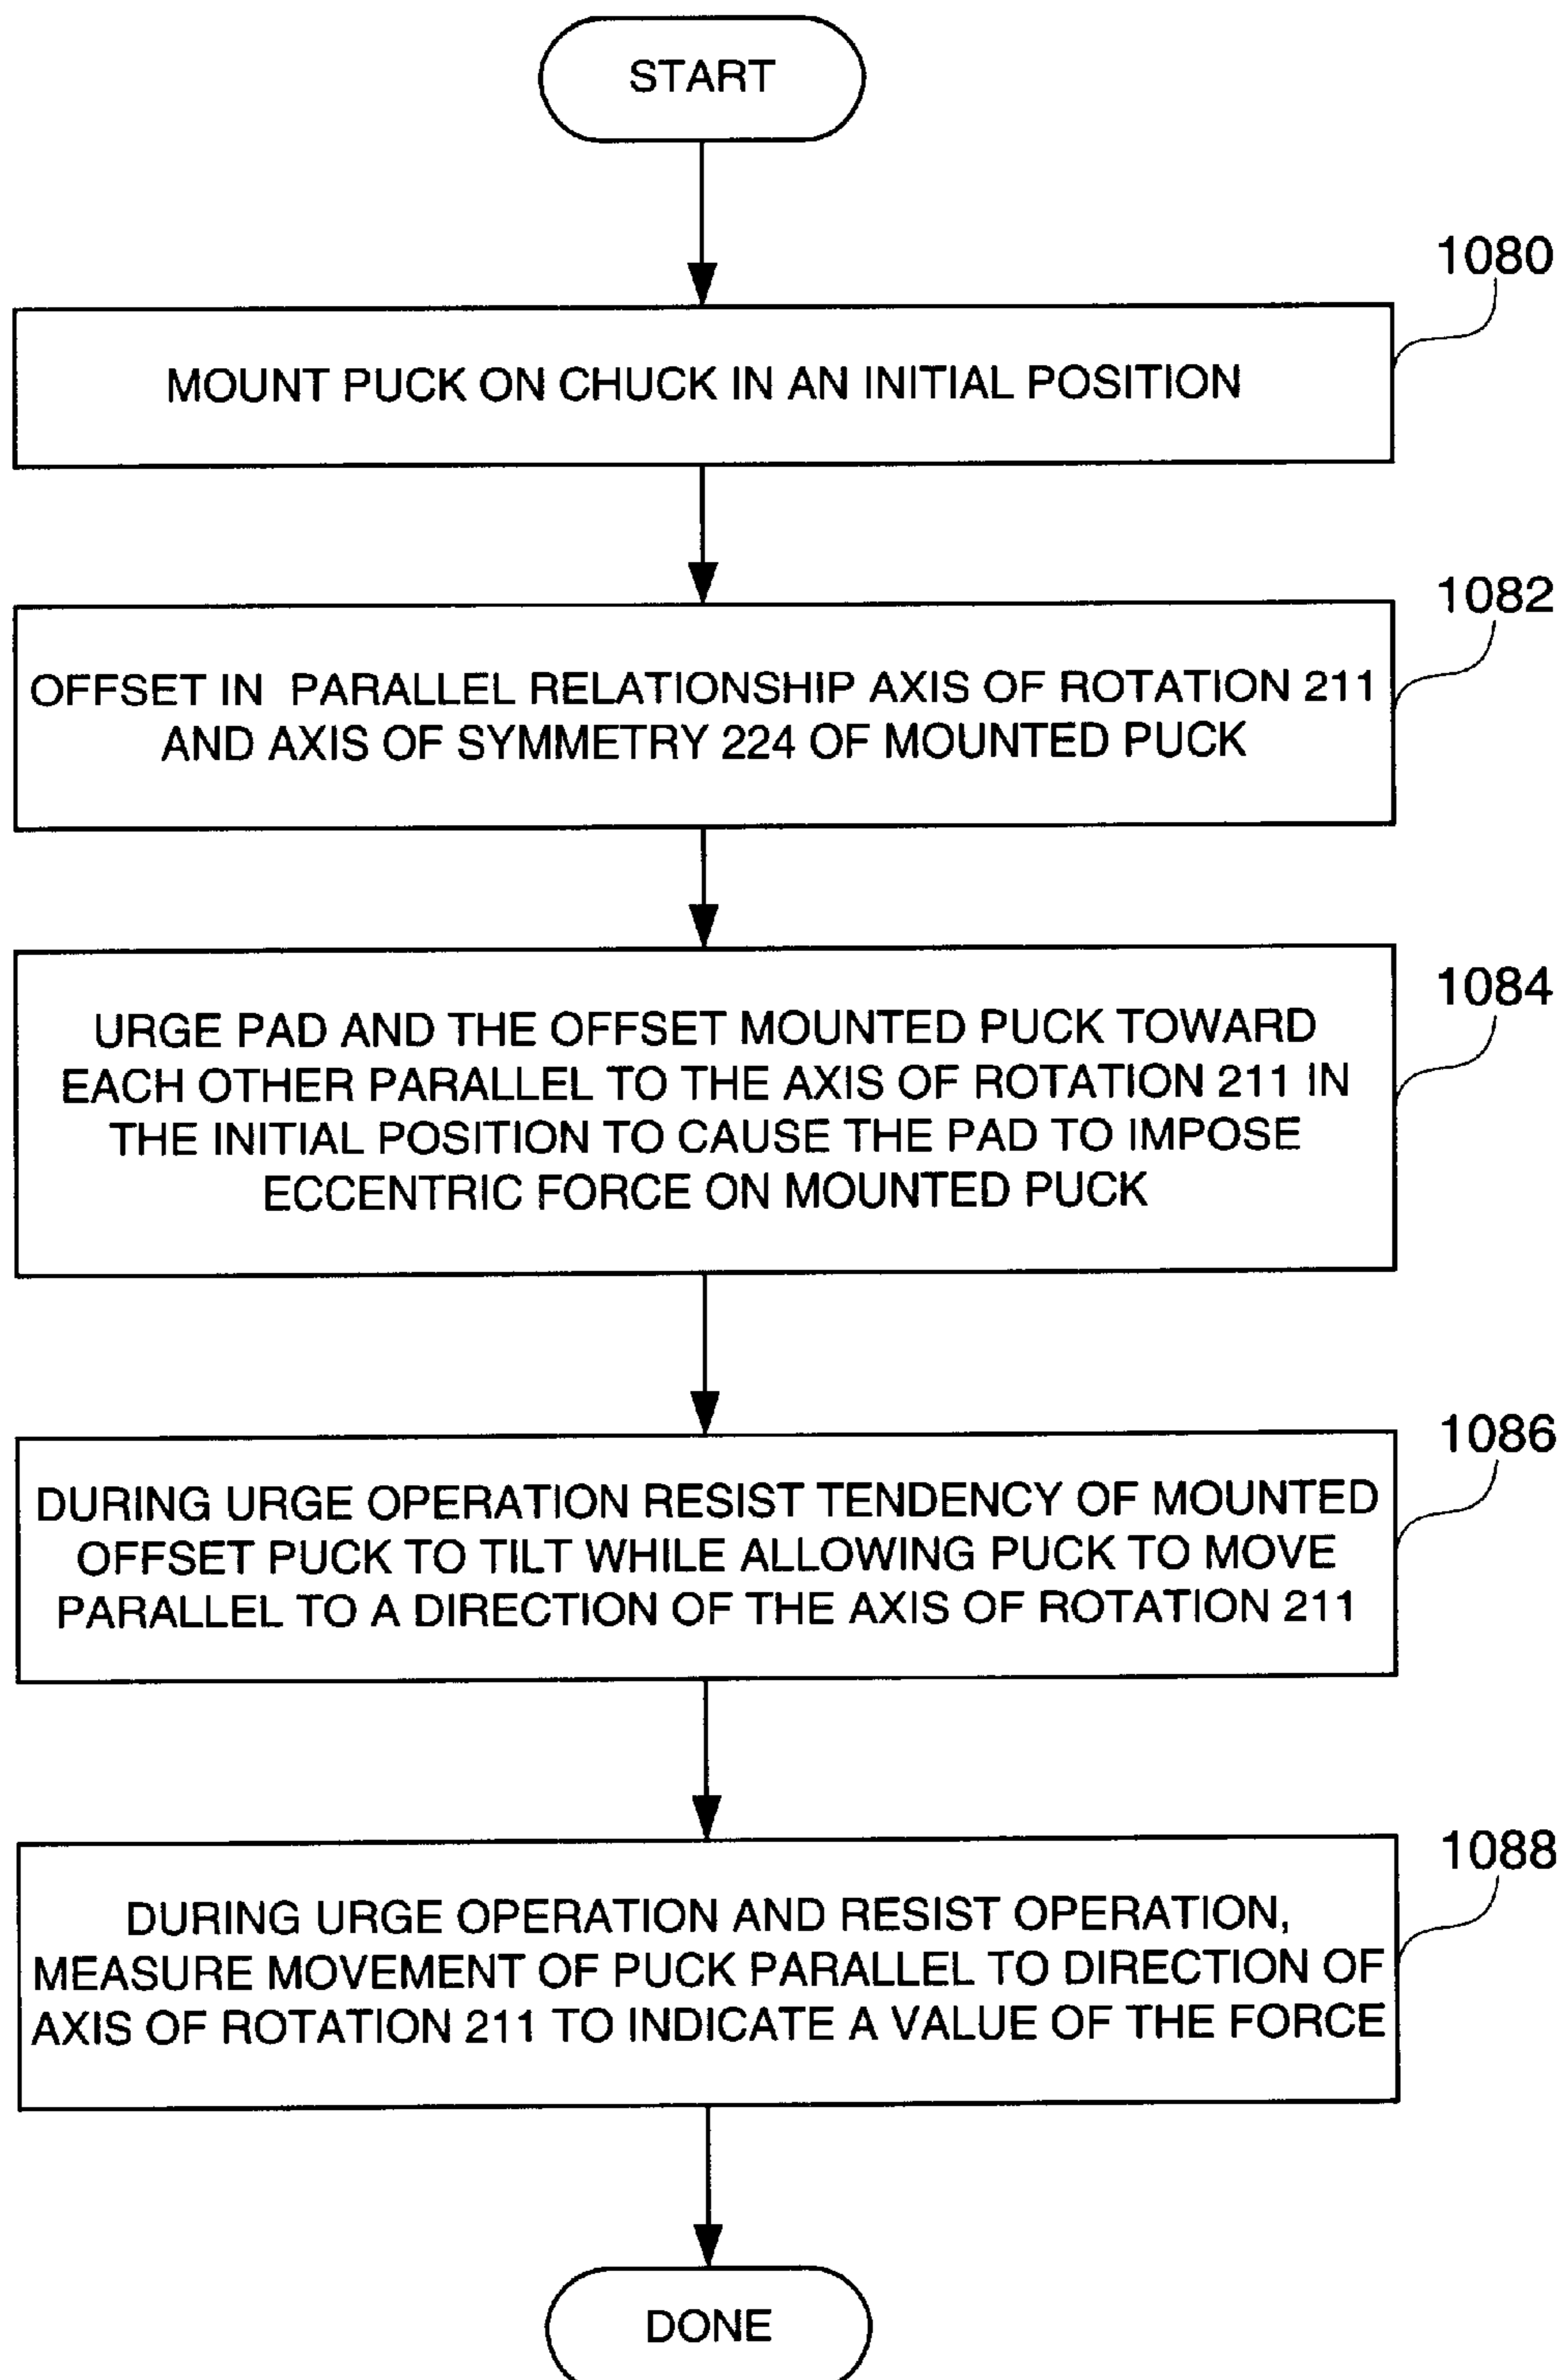 START
1080
MOUNT PUCK ON CHUCK IN AN INITIAL POSITION
1082
OFFSET IN PARALLEL RELATIONSHIP AXIS OF ROTATION 211
AND AXIS OF SYMMETRY 224 OF MOUNTED PUCK
1084
URGE PAD AND THE OFFSET MOUNTED PUCK TOWARD
EACH OTHER PARALLEL TO THE AXIS OF ROTATION 211 IN
THE INITIAL POSITION TO CAUSE THE PAD TO IMPOSE
ECCENTRIC FORCE ON MOUNTED PUCK
1086
DURING URGE OPERATION RESIST TENDENCY OF MOUNTED
OFFSET PUCK TO TILT WHILE ALLOWING PUCK TO MOVE
PARALLEL TO A DIRECTION OF THE AXIS OF ROTATION 211
1088
DURING URGE OPERATION AND RESIST OPERATION,
MEASURE MOVEMENT OF PUCK PARALLEL TO DIRECTION OF
AXIS OF ROTATION 211 TO INDICATE A VALUE OF THE FORCE
DONE